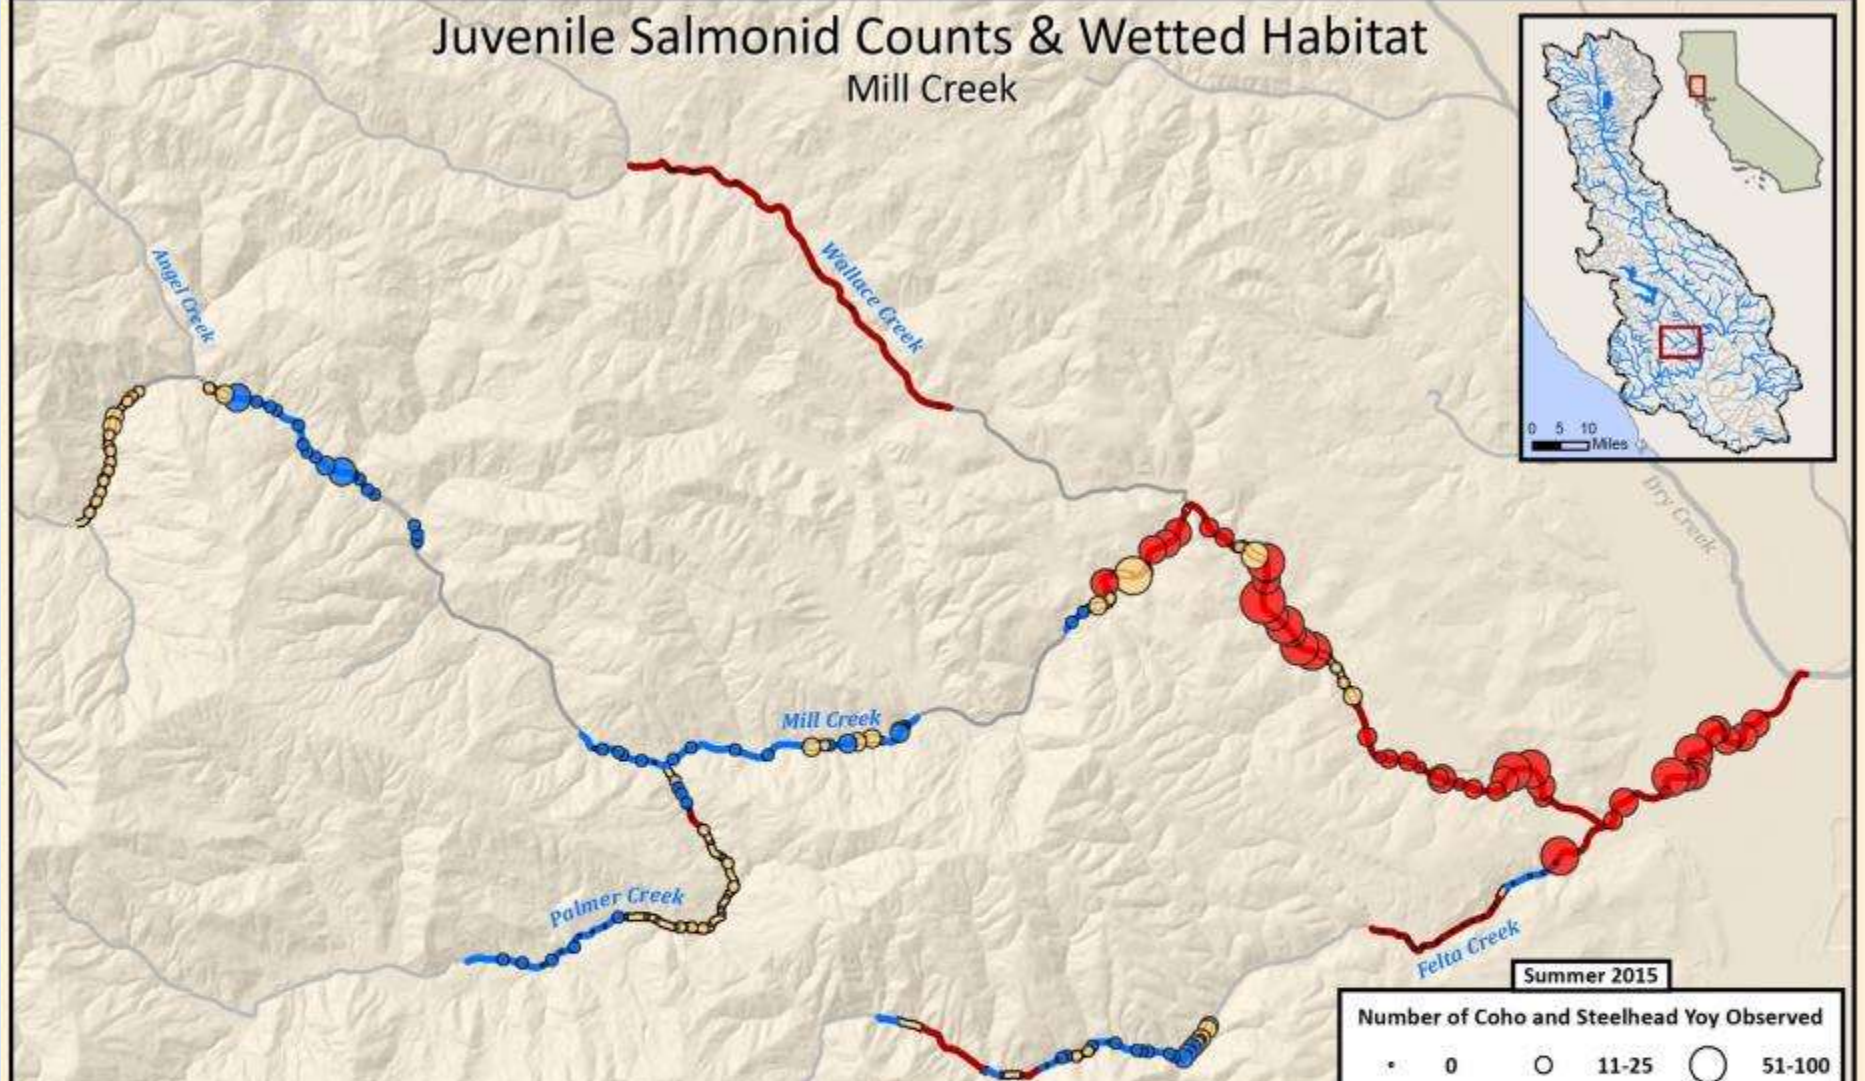 Juvenile Salmonid Counts & Wetted Habitat
Mill Creek
Angel Creek
Wallace Creek
0 5 10
Miles
Dry Creek
Mill Creek
Palmer Creek
Felta Creek
Summer 2015
Number of Coho and Steelhead Yoy Observed
0 11-25 51-100